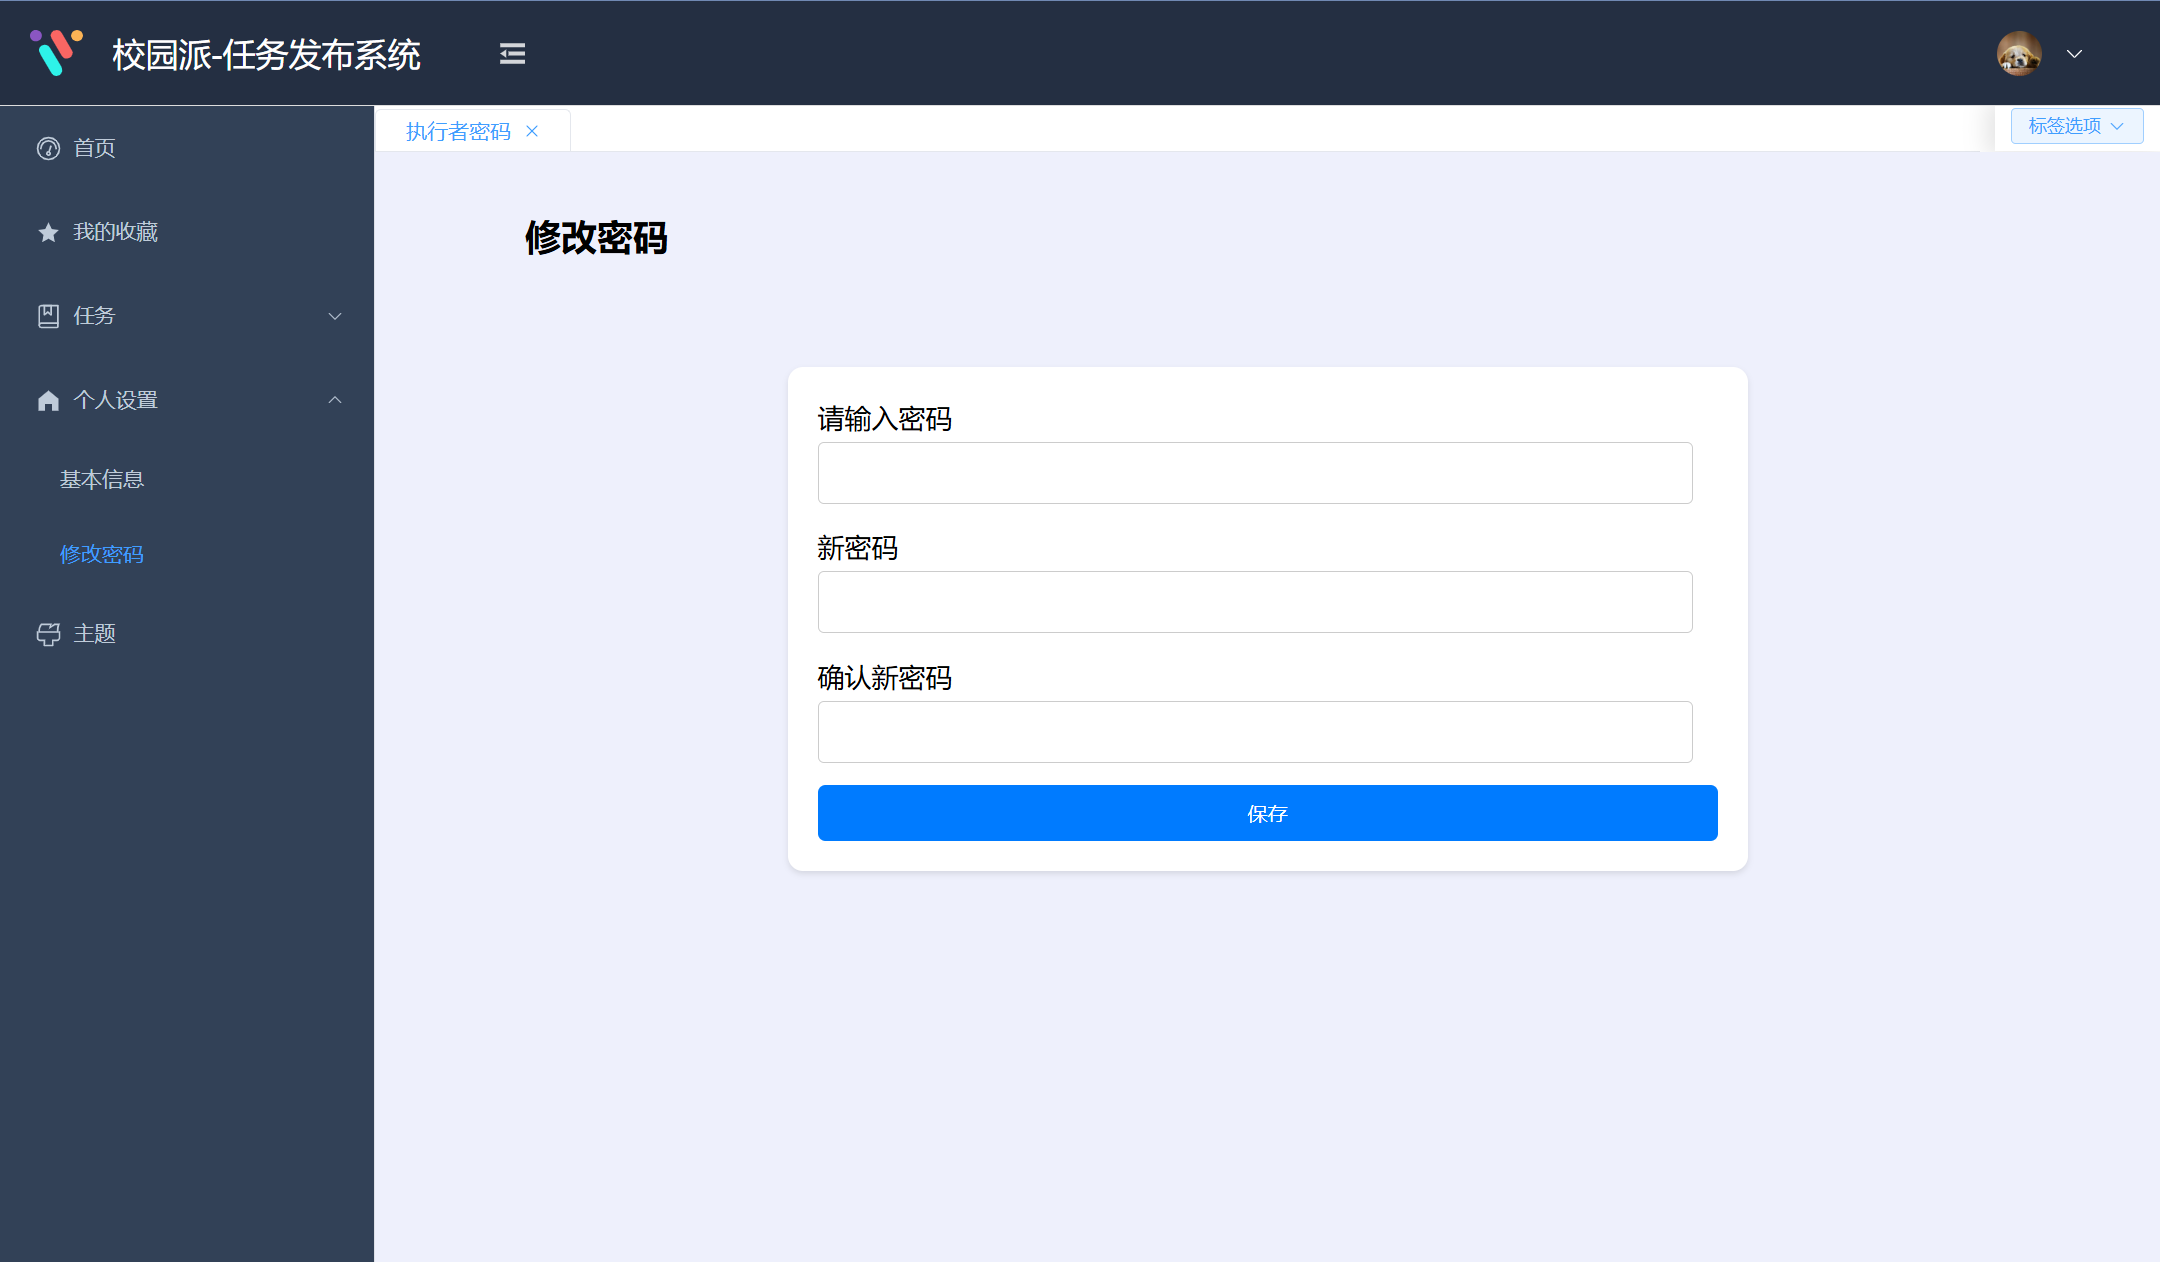 校园派-任务发布系统
首页
我的收藏
任务
个人设置
基本信息
修改密码
主题
执行者密码
标签选项
修改密码
请输入密码
新密码
确认新密码
保存